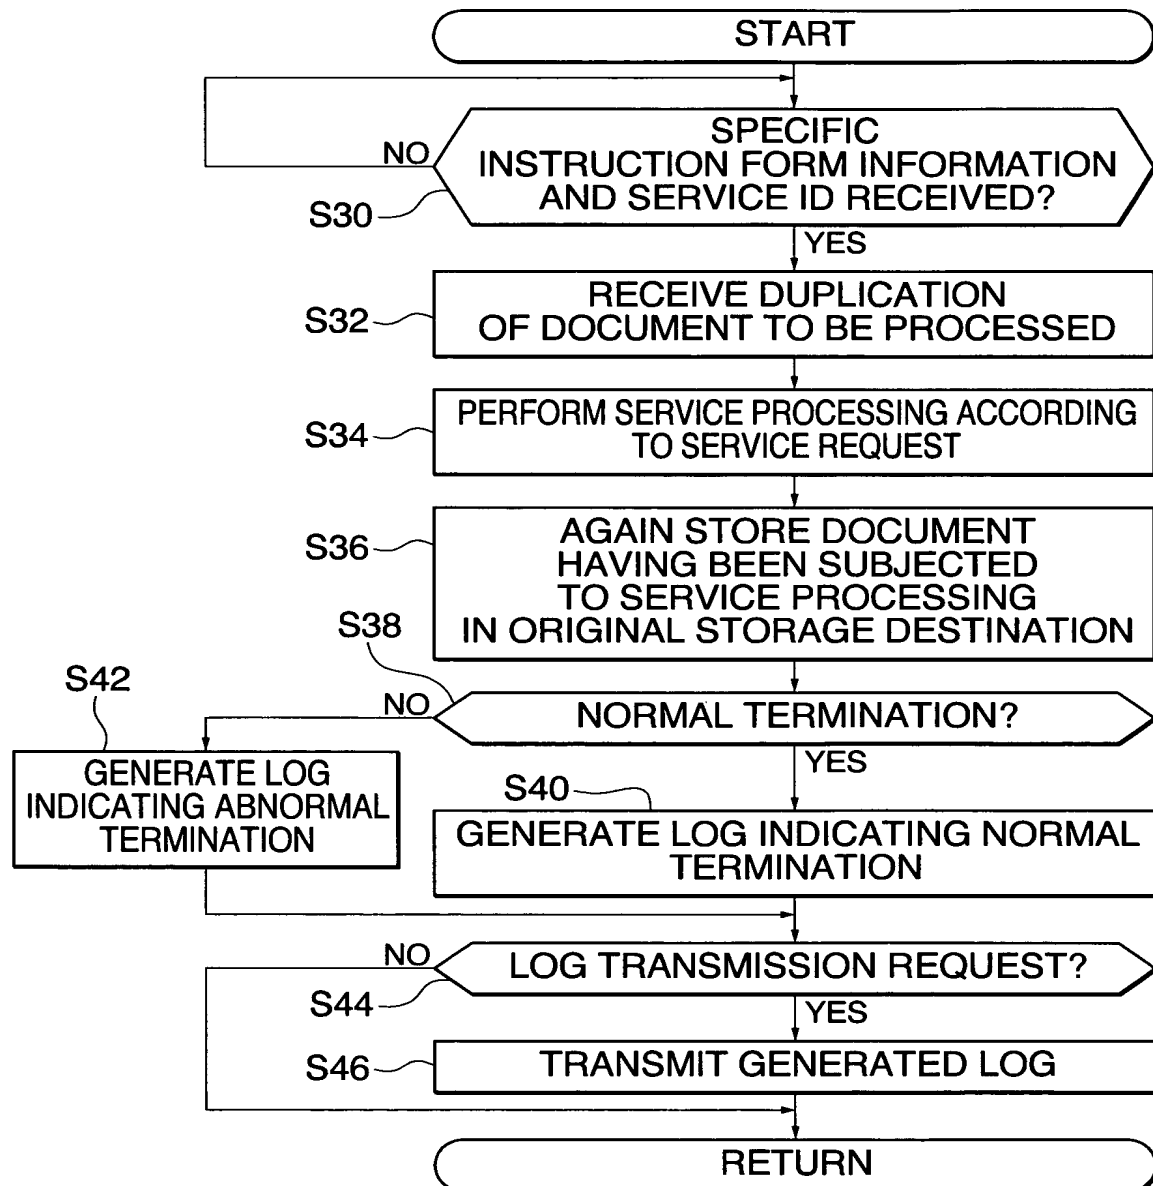 START
NO
SPECIFIC
INSTRUCTION FORM INFORMATION
AND SERVICE ID RECEIVED?
S30
YES
RECEIVE DUPLICATION
OF DOCUMENT TO BE PROCESSED
S32
PERFORM SERVICE PROCESSING ACCORDING
TO SERVICE REQUEST
S34
AGAIN STORE DOCUMENT
HAVING BEEN SUBJECTED
TO SERVICE PROCESSING
IN ORIGINAL STORAGE DESTINATION
S36
S38
NO
NORMAL TERMINATION?
YES
S42
GENERATE LOG
INDICATING ABNORMAL
TERMINATION
S40
GENERATE LOG INDICATING NORMAL
TERMINATION
NO
LOG TRANSMISSION REQUEST?
S44
YES
S46
TRANSMIT GENERATED LOG
RETURN